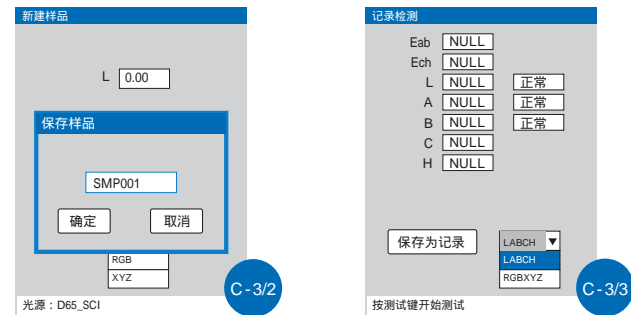 新建样品
L 0.00
保存样品
SMP001
确定 取消
RGB
XYZ
光源：D65_SCI
C-3/2
记录检测
Eab NULL
Ech NULL
L NULL 正常
A NULL 正常
B NULL 正常
C NULL
H NULL
保存为记录 LABCH
LABCH
RGBXYZ
按测试键开始测试
C-3/3